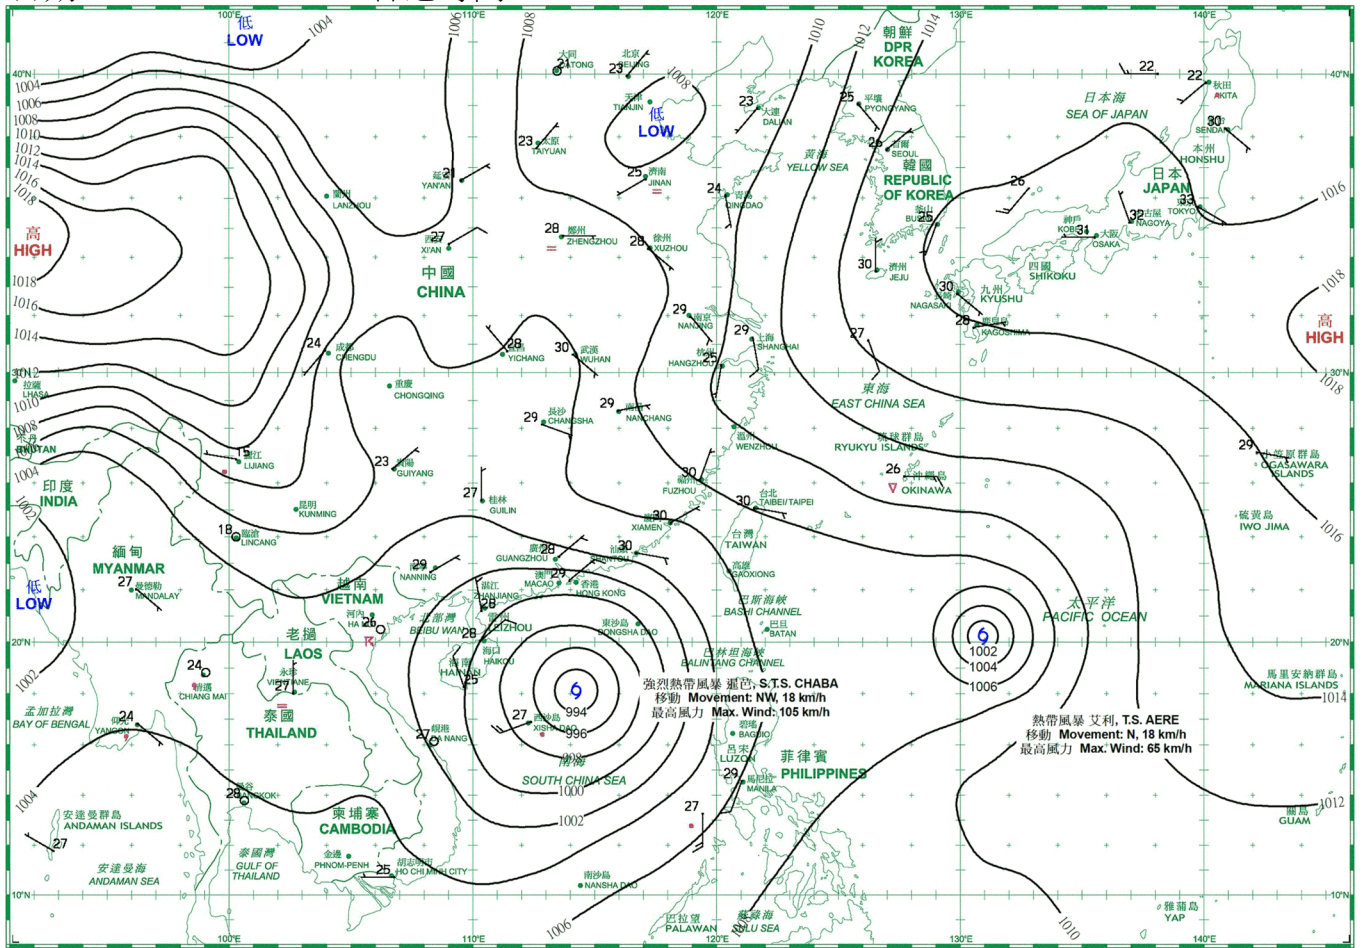 100°E
110°E
120°E
130°E
140°E
低
LOW
1004
1006
1008
1010
1012
1014
朝鮮
DPR
KOREA
大同
21
DATONG
北京
BEIJING
23
40°N
40°N
22
22
秋田
AKITA
日本海
SEA OF JAPAN
1004
1006
1008
1010
1012
1014
1016
1018
天津
TIANJIN
1008
低
LOW
23
大連
DALIAN
25
平壤
PYONGYANG
30
SENDAI
本州
HONSHU
23
太原
TAIYUAN
26
首爾
SEOUL
黃海
YELLOW SEA
韓國
REPUBLIC
OF KOREA
日本
JAPAN
21
YAN'AN
25
濟南
JINAN
24
青島
QINGDAO
26
1016
蘭州
LANZHOU
釜山
25
33
TOKYO
高
HIGH
27
XI'AN
28
鄭州
ZHENGZHOU
28
徐州
XUZHOU
神戶
KOBE
31
大阪
OSAKA
32
名古屋
NAGOYA
中國
CHINA
30
濟州
JEJU
四國
SHIKOKU
1018
1016
1014
30
長崎
NAGASAKI
九州
KYUSHU
1018
29
南京
NANJING
29
上海
SHANGHAI
27
28
鹿兒島
KAGOSHIMA
高
HIGH
24
成都
CHENGDU
28
宜昌
YICHANG
30
武漢
WUHAN
杭州
25
HANGZHOU
1012
30°N
30°N
拉薩
LHASA
1010
1008
1004
重慶
CHONGQING
東海
EAST CHINA SEA
1018
29
長沙
CHANGSHA
29
南昌
NANCHANG
溫州
WENZHOU
琉球群島
RYUKYU ISLANDS
不丹
BHUTAN
15
麗江
LIJIANG
23
貴陽
GUIYANG
29
小笠原群島
OGASAWARA
ISLANDS
印度
INDIA
26
沖繩島
OKINAWA
30
福州
FUZHOU
27
桂林
GUILIN
1002
昆明
KUNMING
30
台北
TAIBEI/TAIPEI
硫黃島
IWO JIMA
1016
18
臨滄
LINCANG
30
廈門
XIAMEN
台灣
TAIWAN
緬甸
MYANMAR
廣州
28
GUANGZHOU
30
汕頭
SHANTOU
29
NANNING
高雄
GAOXIONG
27
曼德勒
MANDALAY
越南
VIETNAM
湛江
ZHANJIANG
28
澳門
MACAO
29
香港
HONG KONG
低
LOW
河內
26
北部灣
BEIBU WAN
巴斯海峽
BASHI CHANNEL
太平洋
PACIFIC OCEAN
東沙島
DONGSHA DAO
巴旦
BATAN
20°N
20°N
老撾
LAOS
28
海口
HAIKOU
海南
HAINAN
25
巴林坦海峽
BALINTANG CHANNEL
1002
1004
1006
1002
24
清邁
CHIANG MAI
永珍
VIENTIANE
27
馬里安納群島
MARIANA ISLANDS
1014
強烈熱帶風暴 暹芭, S.T.S. CHABA
移動 Movement: NW, 18 km/h
最高風力 Max. Wind: 105 km/h
994
996
998
1000
1002
孟加拉灣
BAY OF BENGAL
24
仰光
YANGON
泰國
THAILAND
27
峴港
DA NANG
27
西沙島
XISHA DAO
碧瑤
BAGUIO
熱帶風暴 艾利, T.S. AERE
移動 Movement: N, 18 km/h
最高風力 Max. Wind: 65 km/h
呂宋
LUZON
菲律賓
PHILIPPINES
南海
SOUTH CHINA SEA
29
馬尼拉
MANILA
1004
曼谷
28
BANGKOK
27
1012
關島
GUAM
安達曼群島
ANDAMAN ISLANDS
柬埔寨
CAMBODIA
27
泰國灣
GULF OF
THAILAND
金邊
PHNOM-PENH
25
胡志明市
HO CHI MINH CITY
安達曼海
ANDAMAN SEA
南沙島
NANSHA DAO
10°N
10°N
1006
巴拉望
PALAWAN
蘇祿海
SULU SEA
1010
雅蒲島
YAP
100°E
110°E
120°E
130°E
140°E